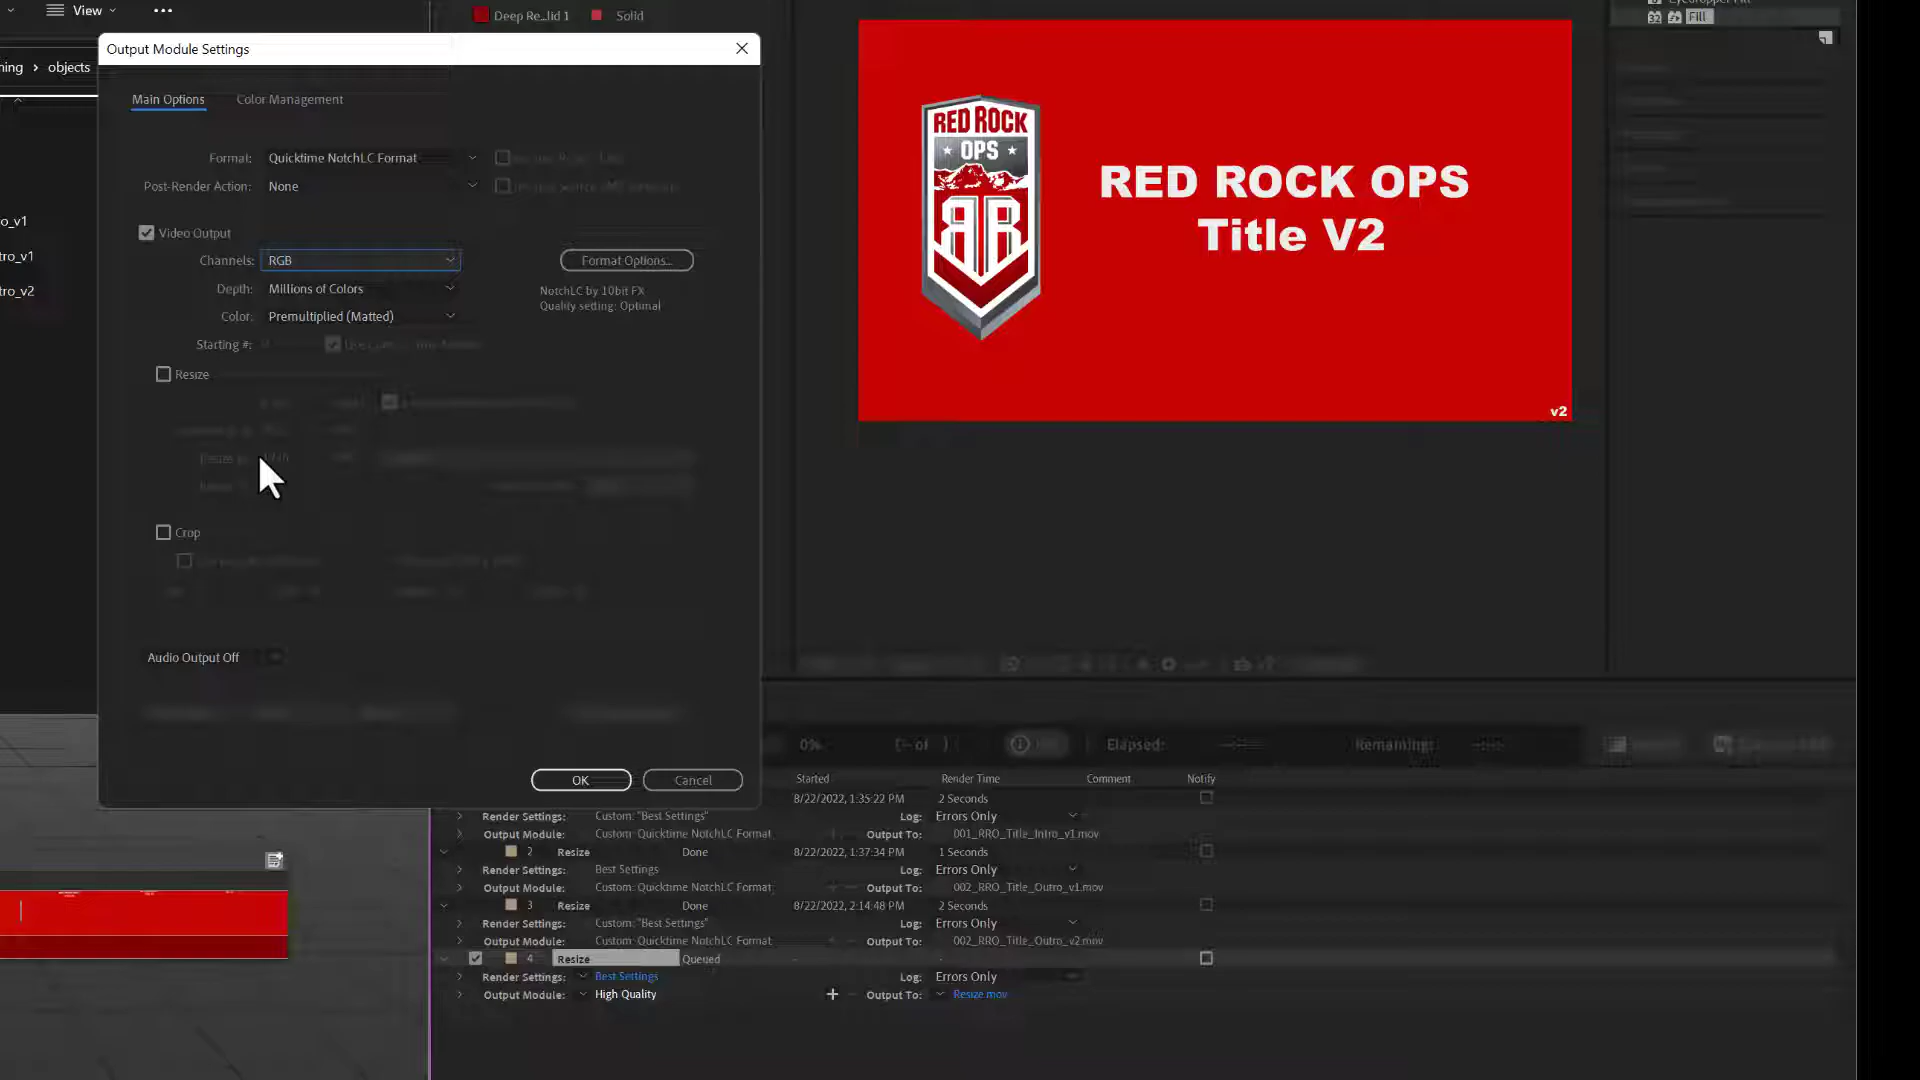 View
Deep Re...lid 1
Solid
Fill
Output Module Settings
ning › objects
Main Options
Color Management
Format:
Quicktime NotchLC Format
Post-Render Action:
None
o_v1
tro_v1
tro_v2
Video Output
Channels:
RGB
Format Options...
Depth:
Millions of Colors
NotchLC by 10bit FX
Quality setting: Optimal
Color:
Premultiplied (Matted)
Starting #:
Resize
Crop
Audio Output Off
OK
Cancel
RED ROCK
OPS
RED ROCK OPS
Title V2
v2
0%
Elapsed:
Remaining:
Started
Render Time
Comment
Notify
8/22/2022, 1:35:22 PM
2 Seconds
Render Settings:
Custom: "Best Settings"
Log:
Errors Only
Output Module:
Custom: Quicktime NotchLC Format
Output To:
001_RRO_Title_Intro_v1.mov
2
Resize
Done
8/22/2022, 1:37:34 PM
1 Seconds
Render Settings:
Best Settings
Log:
Errors Only
Output Module:
Custom: Quicktime NotchLC Format
Output To:
002_RRO_Title_Outro_v1.mov
3
Resize
Done
8/22/2022, 2:14:48 PM
2 Seconds
Render Settings:
Custom: "Best Settings"
Log:
Errors Only
Output Module:
Custom: Quicktime NotchLC Format
Output To:
002_RRO_Title_Outro_v2.mov
4
Resize
Queued
Render Settings:
Best Settings
Log:
Errors Only
Output Module:
High Quality
Output To:
Resize.mov